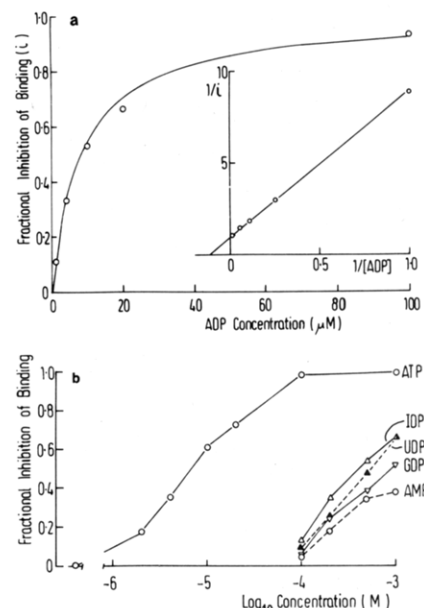 a
Fractional Inhibition of Binding (i)
1·0
0·8
0·6
0·4
0·2
0
10
1/i
5
0 0·5 1/[ADP] 1·0
0 20 40 60 80 100
ADP Concentration (μM)
b
Fractional Inhibition of Binding
1·0
0·8
0·6
0·4
0·2
0
ATP
IDP
UDP
GDP
-6 -5 -4 -3
Log10 Concentration (M)